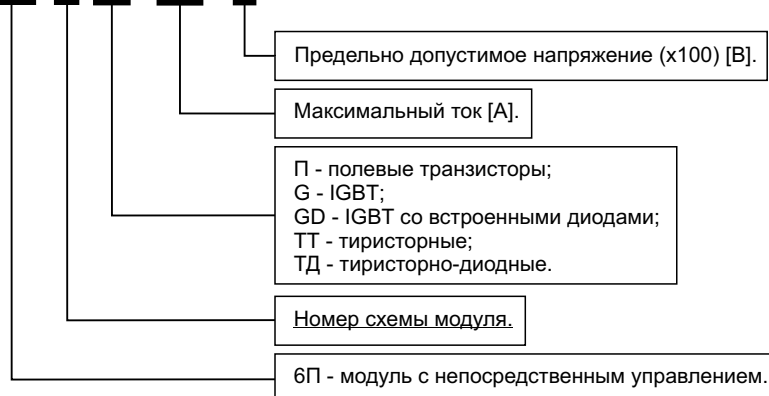 Предельно допустимое напряжение (x100) [В].
Максимальный ток [А].
П - полевые транзисторы;
G - IGBT;
GD - IGBT со встроенными диодами;
ТТ - тиристорные;
ТД - тиристорно-диодные.
Номер схемы модуля.
6П - модуль с непосредственным управлением.